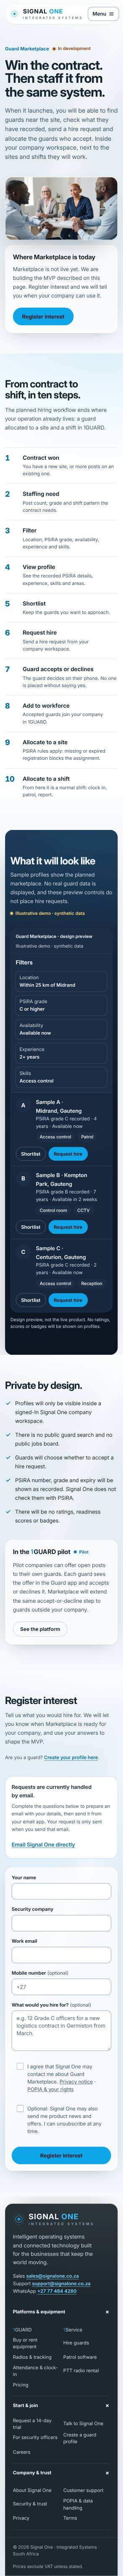 SIGNAL ONE
INTEGRATED SYSTEMS
Menu
Guard Marketplace In development
Win the contract.
Then staff it from
the same system.
When it launches, you will be able to find
guards near the site, check what they
have recorded, send a hire request and
allocate the guards who accept. Inside
your company workspace, next to the
sites and shifts they will work.
Where Marketplace is today
Marketplace is not live yet. We are
building the MVP described on this
page. Register interest and we will tell
you when your company can use it.
Register interest
From contract to
shift, in ten steps.
The planned hiring workflow ends where
your operation already lives: a guard
allocated to a site and a shift in 1GUARD.
1 Contract won
You have a new site, or more posts on an
existing one.
2 Staffing need
Post count, grade and shift pattern the
contract needs.
3 Filter
Location, PSIRA grade, availability,
experience and skills.
4 View profile
See the recorded PSIRA details,
experience, skills and areas.
5 Shortlist
Keep the guards you want to approach.
6 Request hire
Send a hire request from your
company workspace.
7 Guard accepts or declines
The guard decides on their phone. No one
is placed without saying yes.
8 Add to workforce
Accepted guards join your company
in 1GUARD.
9 Allocate to a site
PSIRA rules apply: missing or expired
registration blocks the assignment.
10 Allocate to a shift
From here it is a normal shift: clock in,
patrol, report.
What it will look like
Sample profiles show the planned
marketplace. No real guard data is
displayed, and these preview controls do
not place hire requests.
Illustrative demo · synthetic data
Guard Marketplace · design preview
Illustrative demo · synthetic data
Filters
Location
Within 25 km of Midrand
PSIRA grade
C or higher
Availability
Available now
Experience
2+ years
Skills
Access control
A
Sample A ·
Midrand, Gauteng
PSIRA grade C recorded · 4
years · Available now
Access control Patrol
Shortlist Request hire
B
Sample B · Kempton
Park, Gauteng
PSIRA grade B recorded · 7
years · Available in 2 weeks
Control room CCTV
Shortlist Request hire
C
Sample C ·
Centurion, Gauteng
PSIRA grade C recorded · 2
years · Available now
Access control Reception
Shortlist Request hire
Design preview, not the live product. No ratings,
scores or badges will be shown on profiles.
Private by design.
Profiles will only be visible inside a
signed-in Signal One company
workspace.
There is no public guard search and no
public jobs board.
Guards will choose whether to accept a
hire request.
PSIRA number, grade and expiry will be
shown as recorded. Signal One does not
check them with PSIRA.
There will be no ratings, readiness
scores or badges.
In the 1GUARD pilot Pilot
Pilot companies can offer open posts
to their own guards. Each guard sees
the offer in the Guard app and accepts
or declines it. Marketplace will extend
the same accept-or-decline step to
guards outside your company.
See the platform
Register interest
Tell us what you would hire for. We will let
you know when Marketplace is ready for
your company, and your answers will
shape the MVP.
Are you a guard? Create your profile here.
Requests are currently handled
by email.
Complete the questions below to prepare an
email with your details, then send it from
your email app. Your request is only sent
when you send that email.
Email Signal One directly
Your name
Security company
Work email
Mobile number (optional)
+27
What would you hire for? (optional)
e.g. 12 Grade C officers for a new
logistics contract in Germiston from
March.
I agree that Signal One may
contact me about Guard
Marketplace. Privacy notice ·
POPIA & your rights
Optional: Signal One may also
send me product news and
offers. I can unsubscribe at any
time.
Register interest
SIGNAL ONE
INTEGRATED SYSTEMS
Intelligent operating systems
and connected technology built
for the businesses that keep the
world moving.
Sales sales@signalone.co.za
Support support@signalone.co.za
WhatsApp +27 77 464 4280
Platforms & equipment
1GUARD 1Service
Buy or rent
equipment
Hire guards
Radios & tracking Patrol software
Attendance & clock-
in
PTT radio rental
Pricing
Start & join
Request a 14-day
trial
Talk to Signal One
For security officers
Create a guard
profile
Careers
Company & trust
About Signal One Customer support
Security & trust
POPIA & data
handling
Privacy Terms
© 2026 Signal One · Integrated Systems ·
South Africa
Prices exclude VAT unless stated.